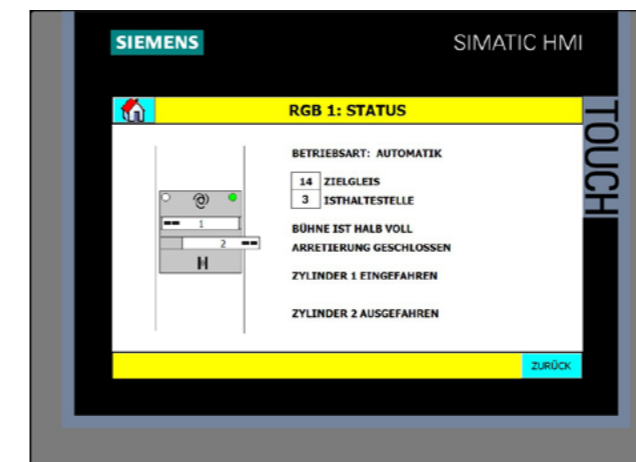 SIEMENS
SIMATIC HMI
TOUCH
RGB 1: STATUS
BETRIEBSART: AUTOMATIK
14 ZIELGLEIS
3 ISTHALTESTELLE
1
BÜHNE IST HALB VOLL
2
ARRETIERUNG GESCHLOSSEN
ZYLINDER 1 EINGEFAHREN
ZYLINDER 2 AUSGEFAHREN
ZURÜCK